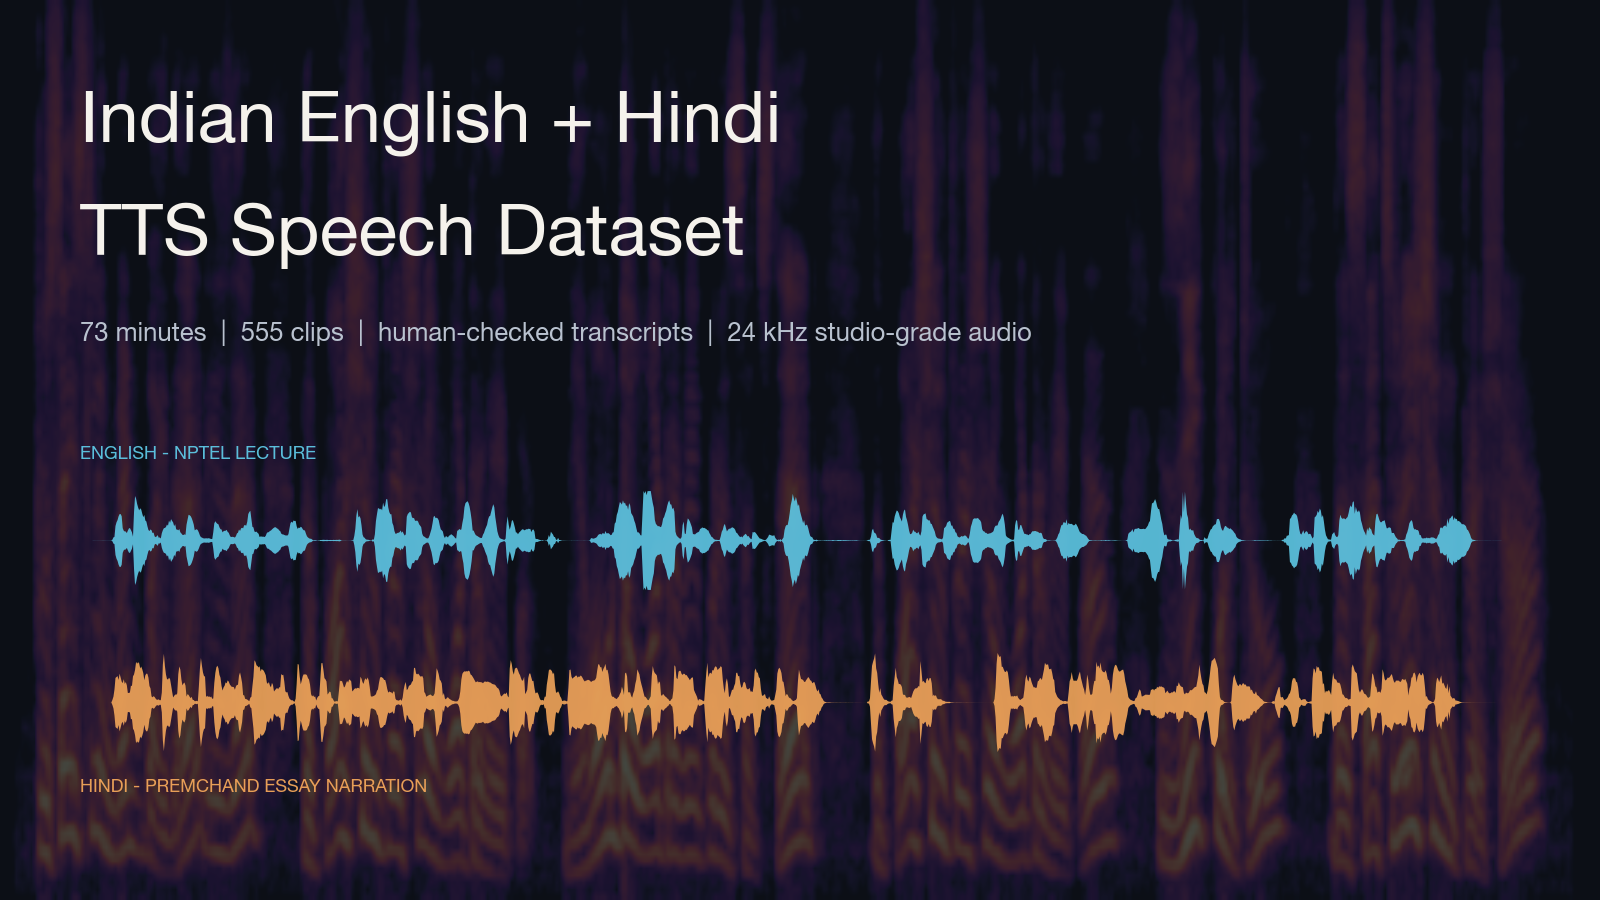 Indian English + Hindi
TTS Speech Dataset
73 minutes | 555 clips | human-checked transcripts | 24 kHz studio-grade audio
ENGLISH - NPTEL LECTURE
HINDI - PREMCHAND ESSAY NARRATION